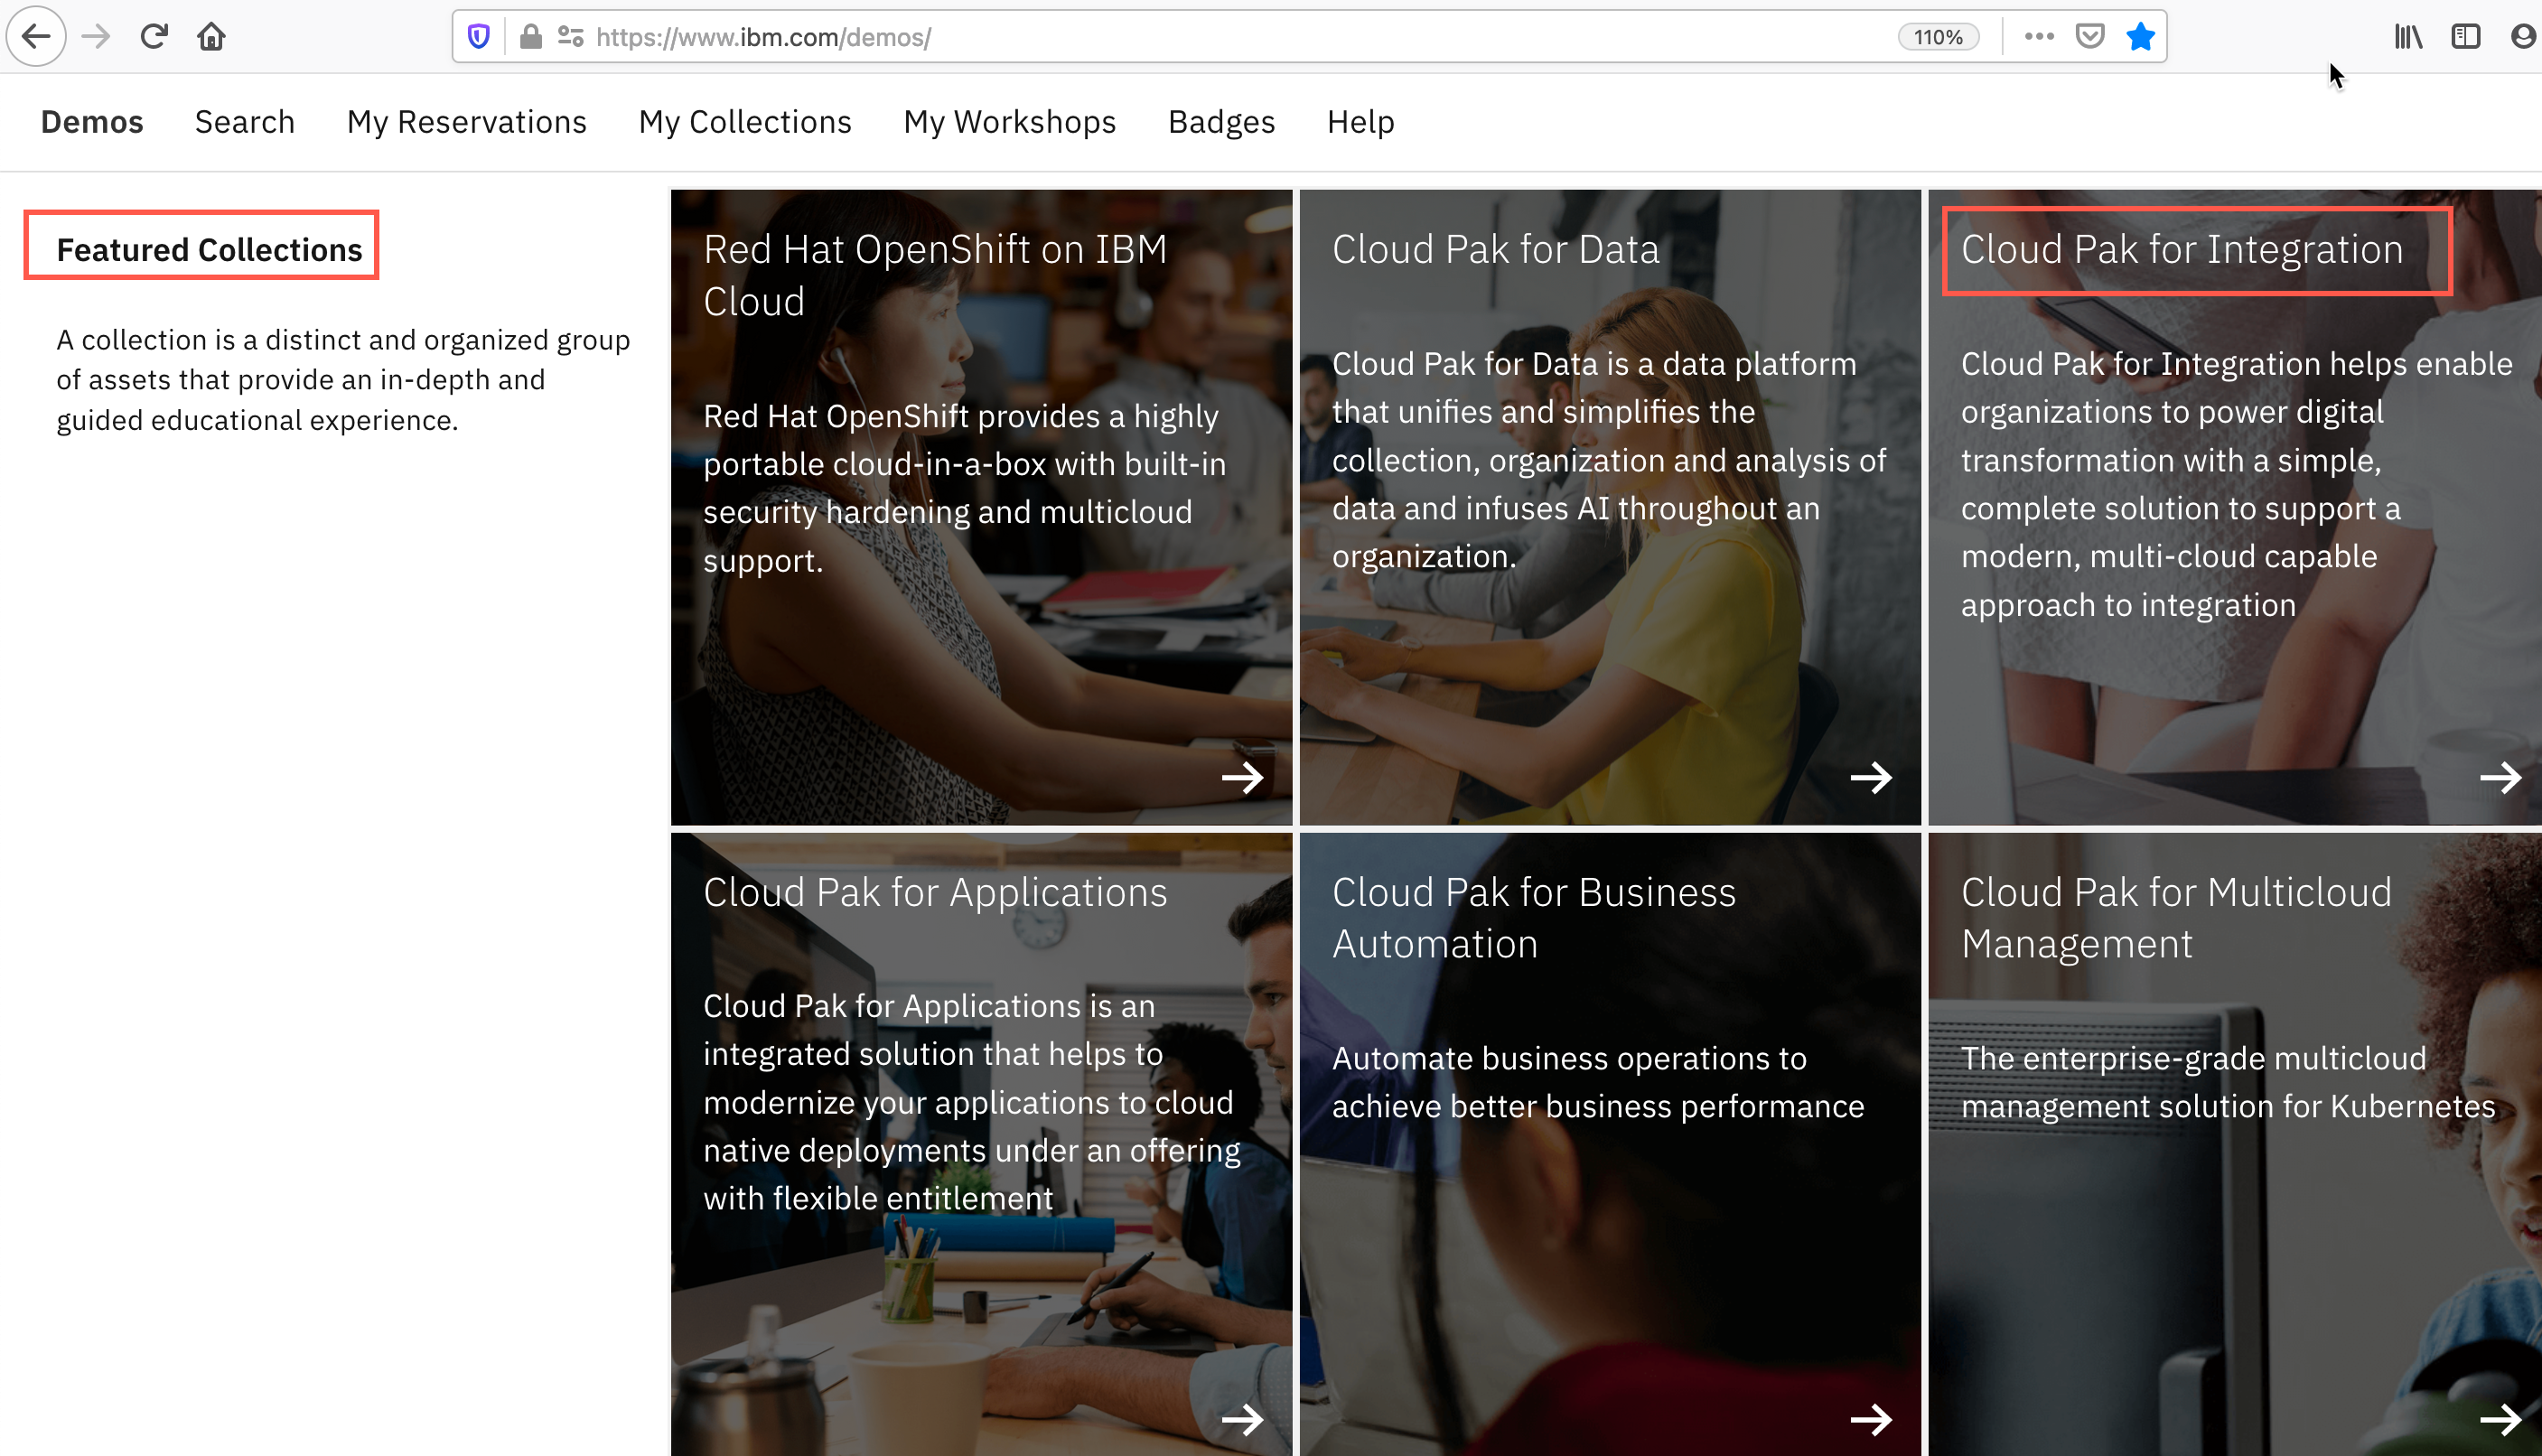 https://www.ibm.com/demos/
110%
Demos Search My Reservations My Collections My Workshops Badges Help
Featured Collections
A collection is a distinct and organized group
of assets that provide an in-depth and
guided educational experience.
Red Hat OpenShift on IBM
Cloud
Red Hat OpenShift provides a highly
portable cloud-in-a-box with built-in
security hardening and multicloud
support.
Cloud Pak for Data
Cloud Pak for Data is a data platform
that unifies and simplifies the
collection, organization and analysis of
data and infuses AI throughout an
organization.
Cloud Pak for Integration
Cloud Pak for Integration helps enable
organizations to power digital
transformation with a simple,
complete solution to support a
modern, multi-cloud capable
approach to integration
Cloud Pak for Applications
Cloud Pak for Applications is an
integrated solution that helps to
modernize your applications to cloud
native deployments under an offering
with flexible entitlement
Cloud Pak for Business
Automation
Automate business operations to
achieve better business performance
Cloud Pak for Multicloud
Management
The enterprise-grade multicloud
management solution for Kubernetes